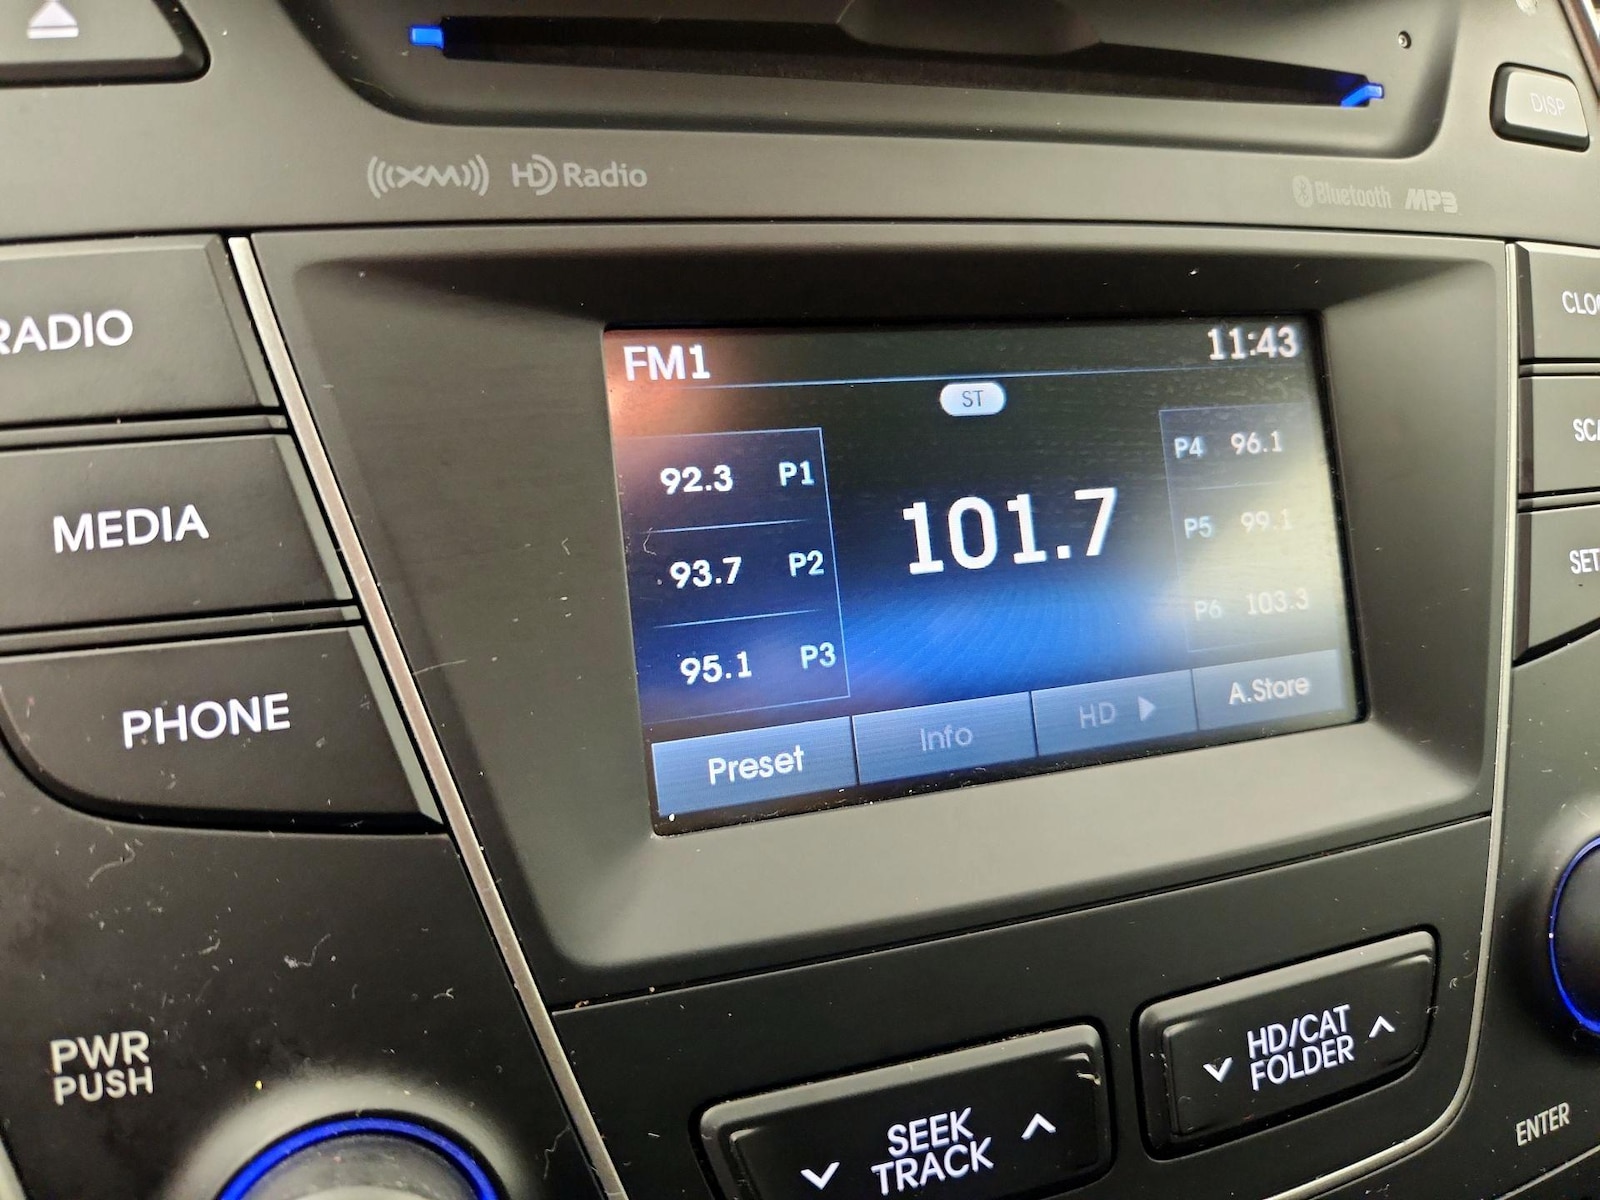 DISP
XM HD Radio
Bluetooth MP3
RADIO
MEDIA
PHONE
FM1
11:43
ST
92.3 P1
93.7 P2
95.1 P3
101.7
P4 96.1
P5 99.1
P6 103.3
Preset
Info
HD
A.Store
PWR
PUSH
SEEK
TRACK
HD/CAT
FOLDER
ENTER